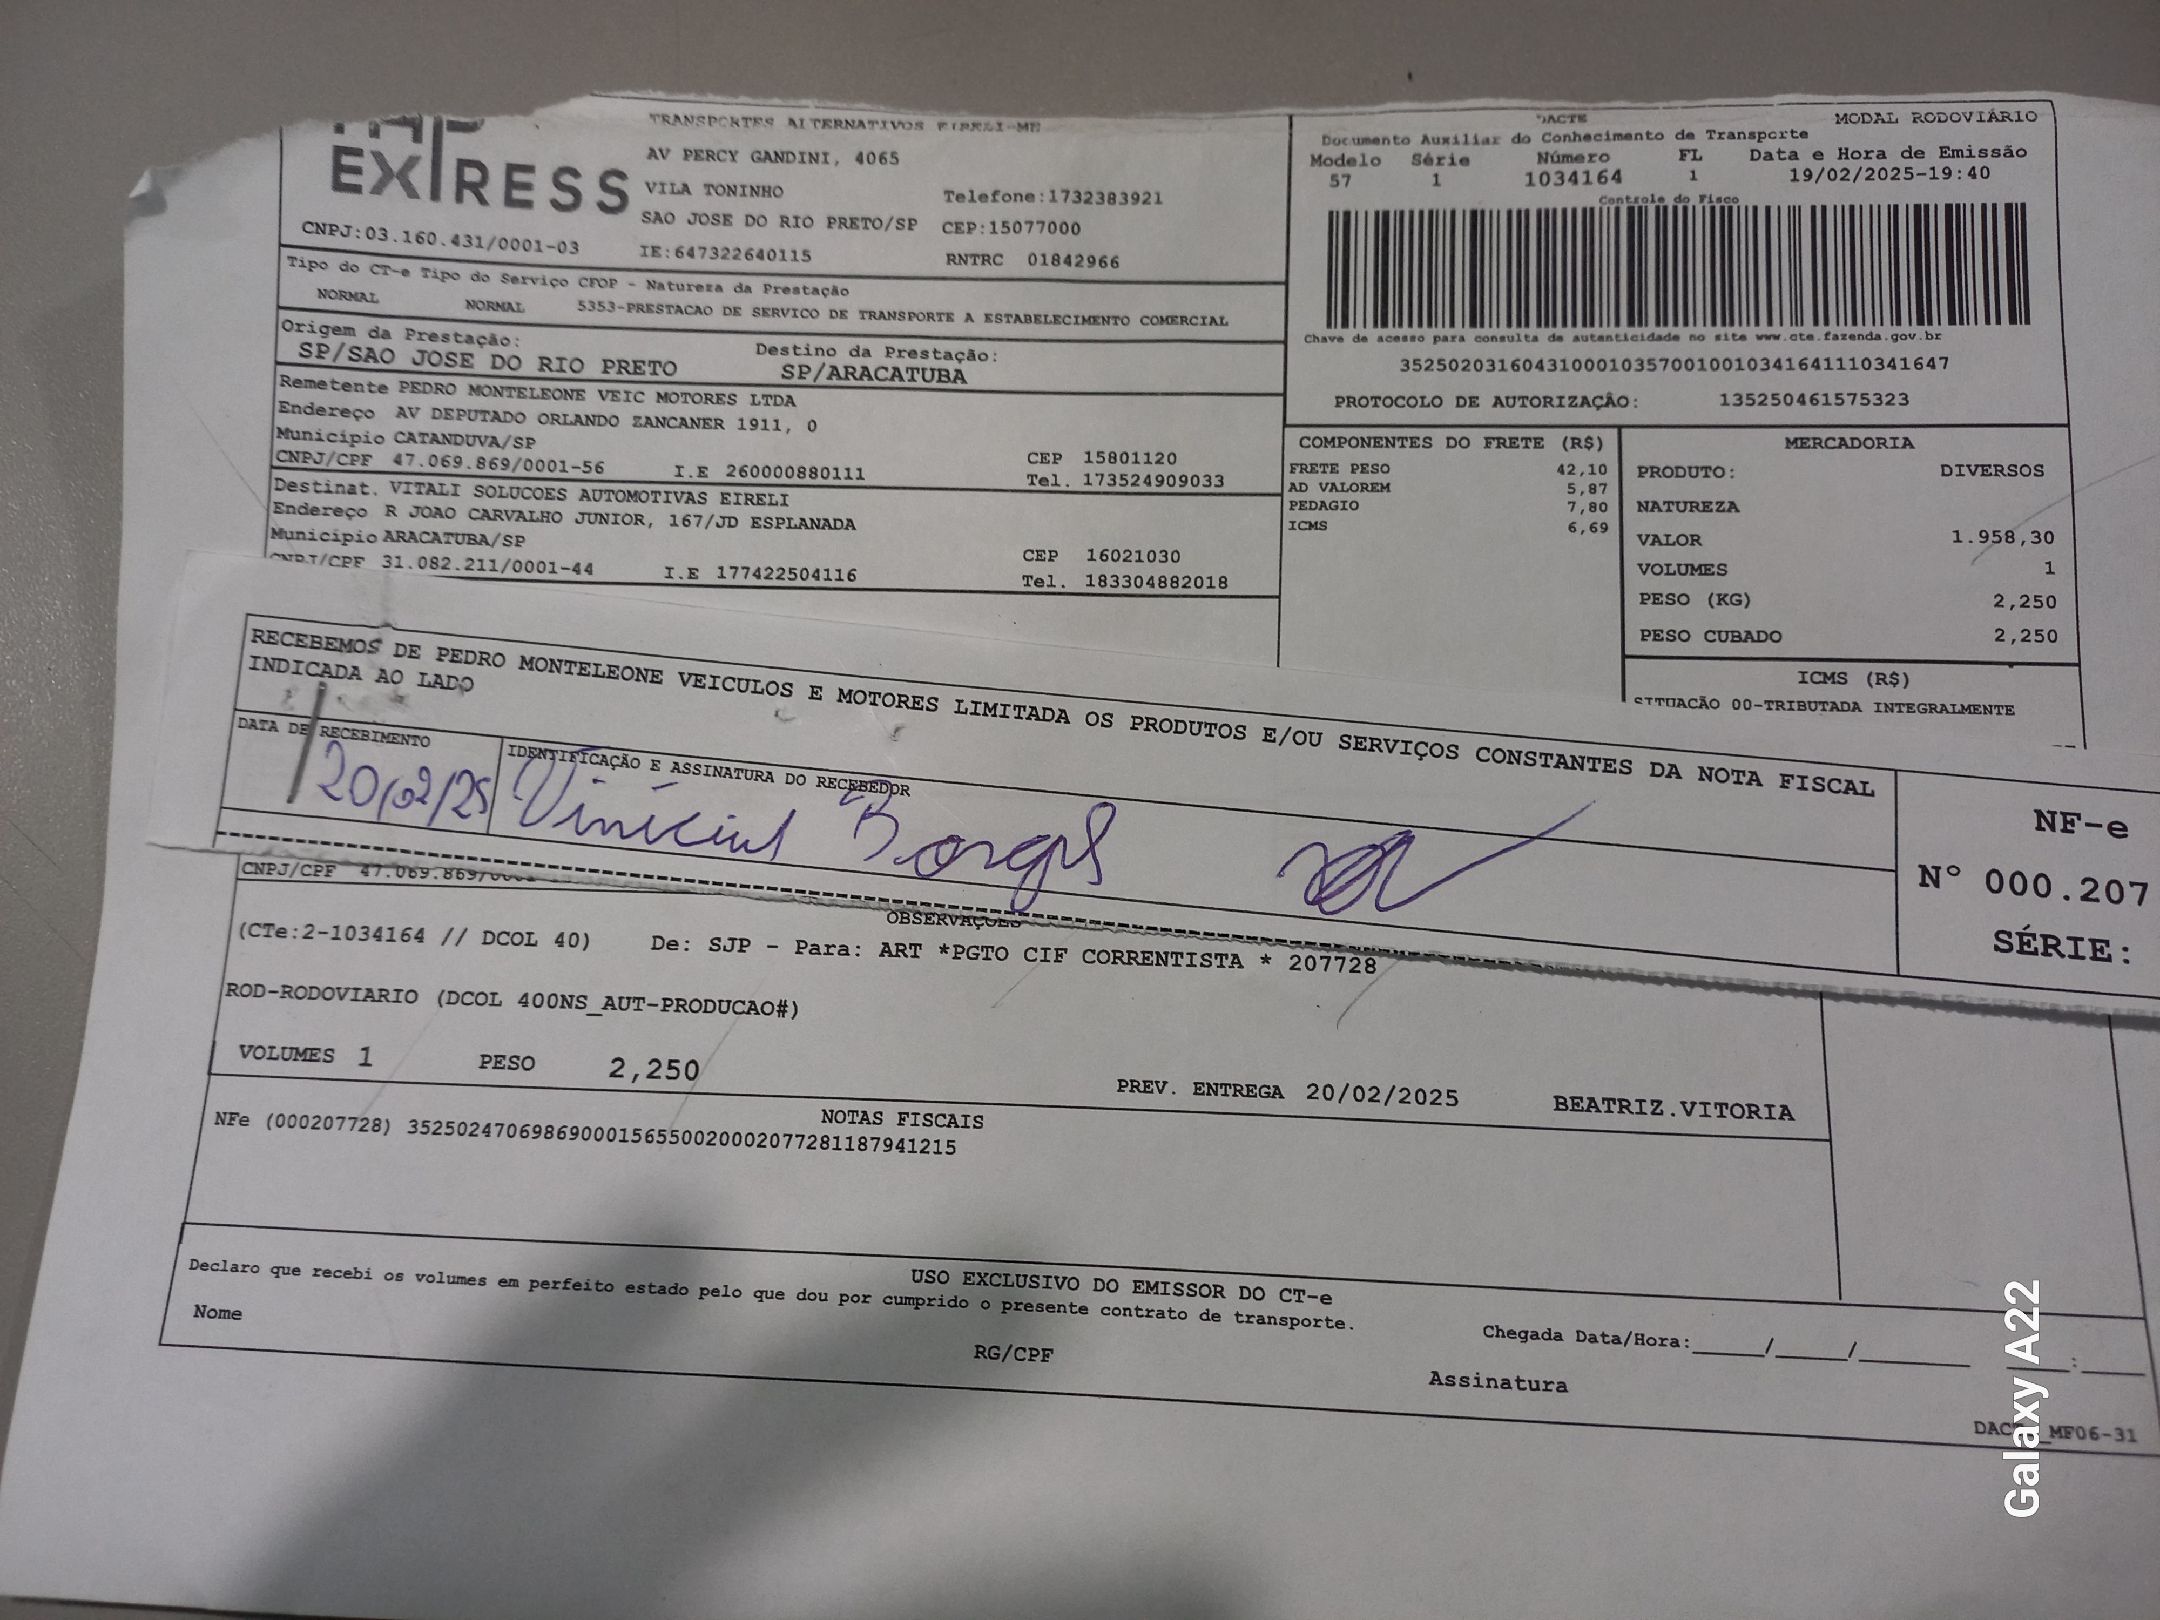 EXPRESS
TRANSPORTES ALTERNATIVOS EIRELI-ME
AV PERCY GANDINI, 4065
VILA TONINHO
Telefone:1732383921
SAO JOSE DO RIO PRETO/SP CEP:15077000
CNPJ:03.160.431/0001-03 IE:647322640115 RNTRC 01842966
DACTE MODAL RODOVIÁRIO
Documento Auxiliar do Conhecimento de Transporte
Modelo Série Número FL Data e Hora de Emissão
57 1 1034164 1 19/02/2025-19:40
Controle do Fisco
Chave de acesso para consulta de autenticidade no site www.cte.fazenda.gov.br
35250203160431000103570010010341641110341647
PROTOCOLO DE AUTORIZAÇÃO: 135250461575323
Tipo do CT-e Tipo do Serviço CFOP - Natureza da Prestação
NORMAL NORMAL 5353-PRESTACAO DE SERVICO DE TRANSPORTE A ESTABELECIMENTO COMERCIAL
Origem da Prestação: Destino da Prestação:
SP/SAO JOSE DO RIO PRETO SP/ARACATUBA
Remetente PEDRO MONTELEONE VEIC MOTORES LTDA
Endereço AV DEPUTADO ORLANDO ZANCANER 1911, 0
Município CATANDUVA/SP CEP 15801120
CNPJ/CPF 47.069.869/0001-56 I.E 260000880111 Tel. 173524909033
Destinat. VITALI SOLUCOES AUTOMOTIVAS EIRELI
Endereço R JOAO CARVALHO JUNIOR, 167/JD ESPLANADA
Município ARACATUBA/SP CEP 16021030
CNPJ/CPF 31.082.211/0001-44 I.E 177422504116 Tel. 183304882018
COMPONENTES DO FRETE (R$)
FRETE PESO 42,10
AD VALOREM 5,87
PEDAGIO 7,80
ICMS 6,69
MERCADORIA
PRODUTO: DIVERSOS
NATUREZA
VALOR 1.958,30
VOLUMES 1
PESO (KG) 2,250
PESO CUBADO 2,250
ICMS (R$)
SITUACÃO 00-TRIBUTADA INTEGRALMENTE
RECEBEMOS DE PEDRO MONTELEONE VEICULOS E MOTORES LIMITADA OS PRODUTOS E/OU SERVIÇOS CONSTANTES DA NOTA FISCAL
INDICADA AO LADO
DATA DE RECEBIMENTO IDENTIFICAÇÃO E ASSINATURA DO RECEBEDOR
20/02/25 Vinícius Borges
NF-e
N° 000.207
SÉRIE:
CNPJ/CPF 47.069.869/0001
OBSERVAÇÕES
(CTe:2-1034164 // DCOL 40) De: SJP - Para: ART *PGTO CIF CORRENTISTA * 207728
ROD-RODOVIARIO (DCOL 400NS_AUT-PRODUCAO#)
VOLUMES 1 PESO 2,250 PREV. ENTREGA 20/02/2025 BEATRIZ.VITORIA
NOTAS FISCAIS
NFe (000207728) 35250247069869000156550020002077281187941215
USO EXCLUSIVO DO EMISSOR DO CT-e
Declaro que recebi os volumes em perfeito estado pelo que dou por cumprido o presente contrato de transporte.
Nome RG/CPF Assinatura Chegada Data/Hora:______/______/______ ____:____
DACT_MF06-31
Galaxy A22